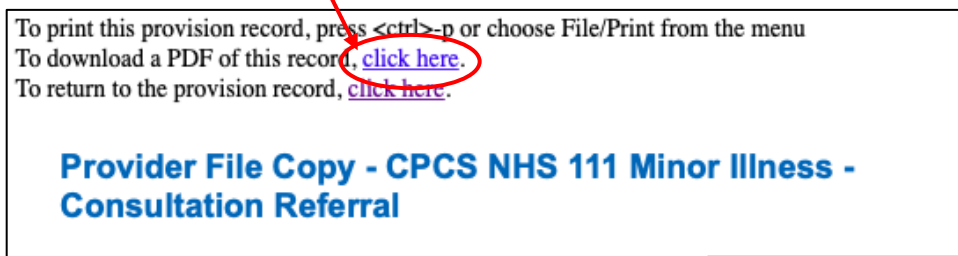 To print this provision record, press <ctrl>-p or choose File/Print from the menu
To download a PDF of this record, click here.
To return to the provision record, click here.
Provider File Copy - CPCS NHS 111 Minor Illness -
Consultation Referral